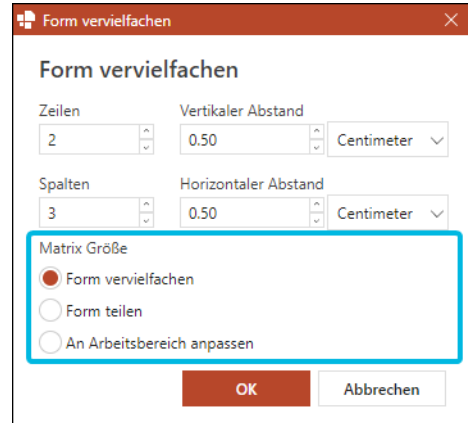 Form vervielfachen
Form vervielfachen
Zeilen Vertikaler Abstand
2 0.50 Centimeter
Spalten Horizontaler Abstand
3 0.50 Centimeter
Matrix Größe
Form vervielfachen
Form teilen
An Arbeitsbereich anpassen
OK Abbrechen